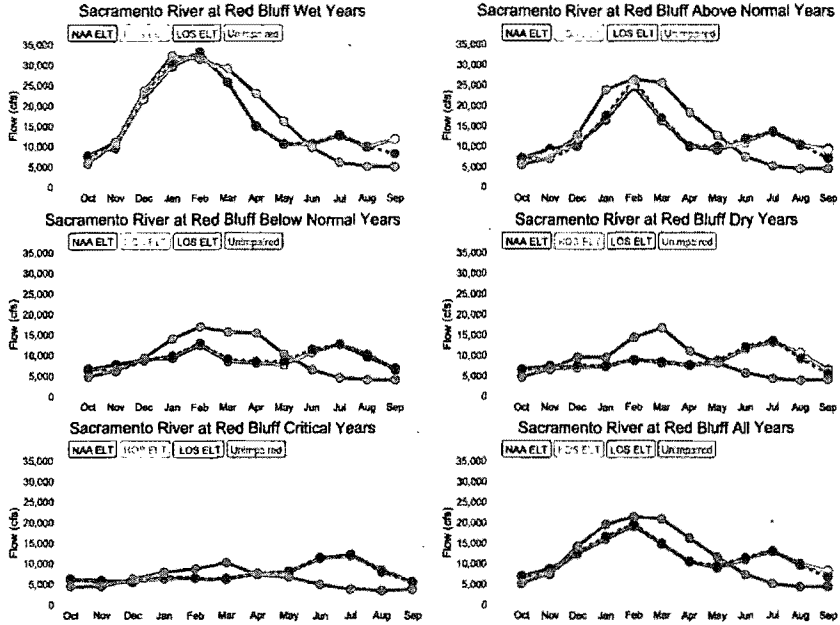 Sacramento River at Red Bluff Wet Years
NAA ELT LOS ELT Unimpaired
Flow (cfs)
35,000
30,000
25,000
20,000
15,000
10,000
5,000
0
Oct Nov Dec Jan Feb Mar Apr May Jun Jul Aug Sep
Sacramento River at Red Bluff Above Normal Years
NAA ELT LOS ELT Unimpaired
Flow (cfs)
35,000
30,000
25,000
20,000
15,000
10,000
5,000
0
Oct Nov Dec Jan Feb Mar Apr May Jun Jul Aug Sep
Sacramento River at Red Bluff Below Normal Years
NAA ELT LOS ELT Unimpaired
Flow (cfs)
35,000
30,000
25,000
20,000
15,000
10,000
5,000
0
Oct Nov Dec Jan Feb Mar Apr May Jun Jul Aug Sep
Sacramento River at Red Bluff Dry Years
NAA ELT HOS ELT LOS ELT Unimpaired
Flow (cfs)
35,000
30,000
25,000
20,000
15,000
10,000
5,000
0
Oct Nov Dec Jan Feb Mar Apr May Jun Jul Aug Sep
Sacramento River at Red Bluff Critical Years
NAA ELT HOS ELT LOS ELT Unimpaired
Flow (cfs)
35,000
30,000
25,000
20,000
15,000
10,000
5,000
0
Oct Nov Dec Jan Feb Mar Apr May Jun Jul Aug Sep
Sacramento River at Red Bluff All Years
NAA ELT HOS ELT LOS ELT Unimpaired
Flow (cfs)
35,000
30,000
25,000
20,000
15,000
10,000
5,000
0
Oct Nov Dec Jan Feb Mar Apr May Jun Jul Aug Sep